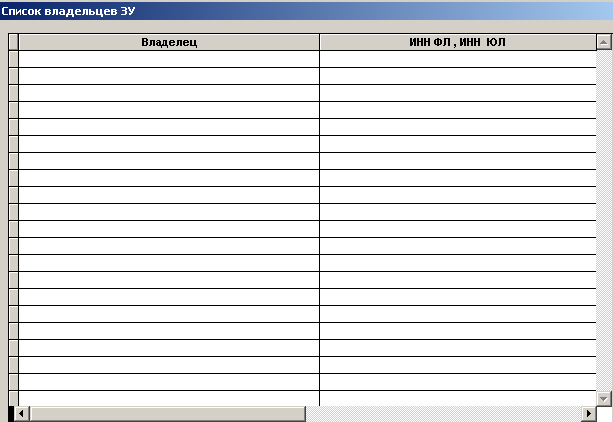 Список владельцев ЗУ
Владелец
ИНН ФЛ , ИНН ЮЛ